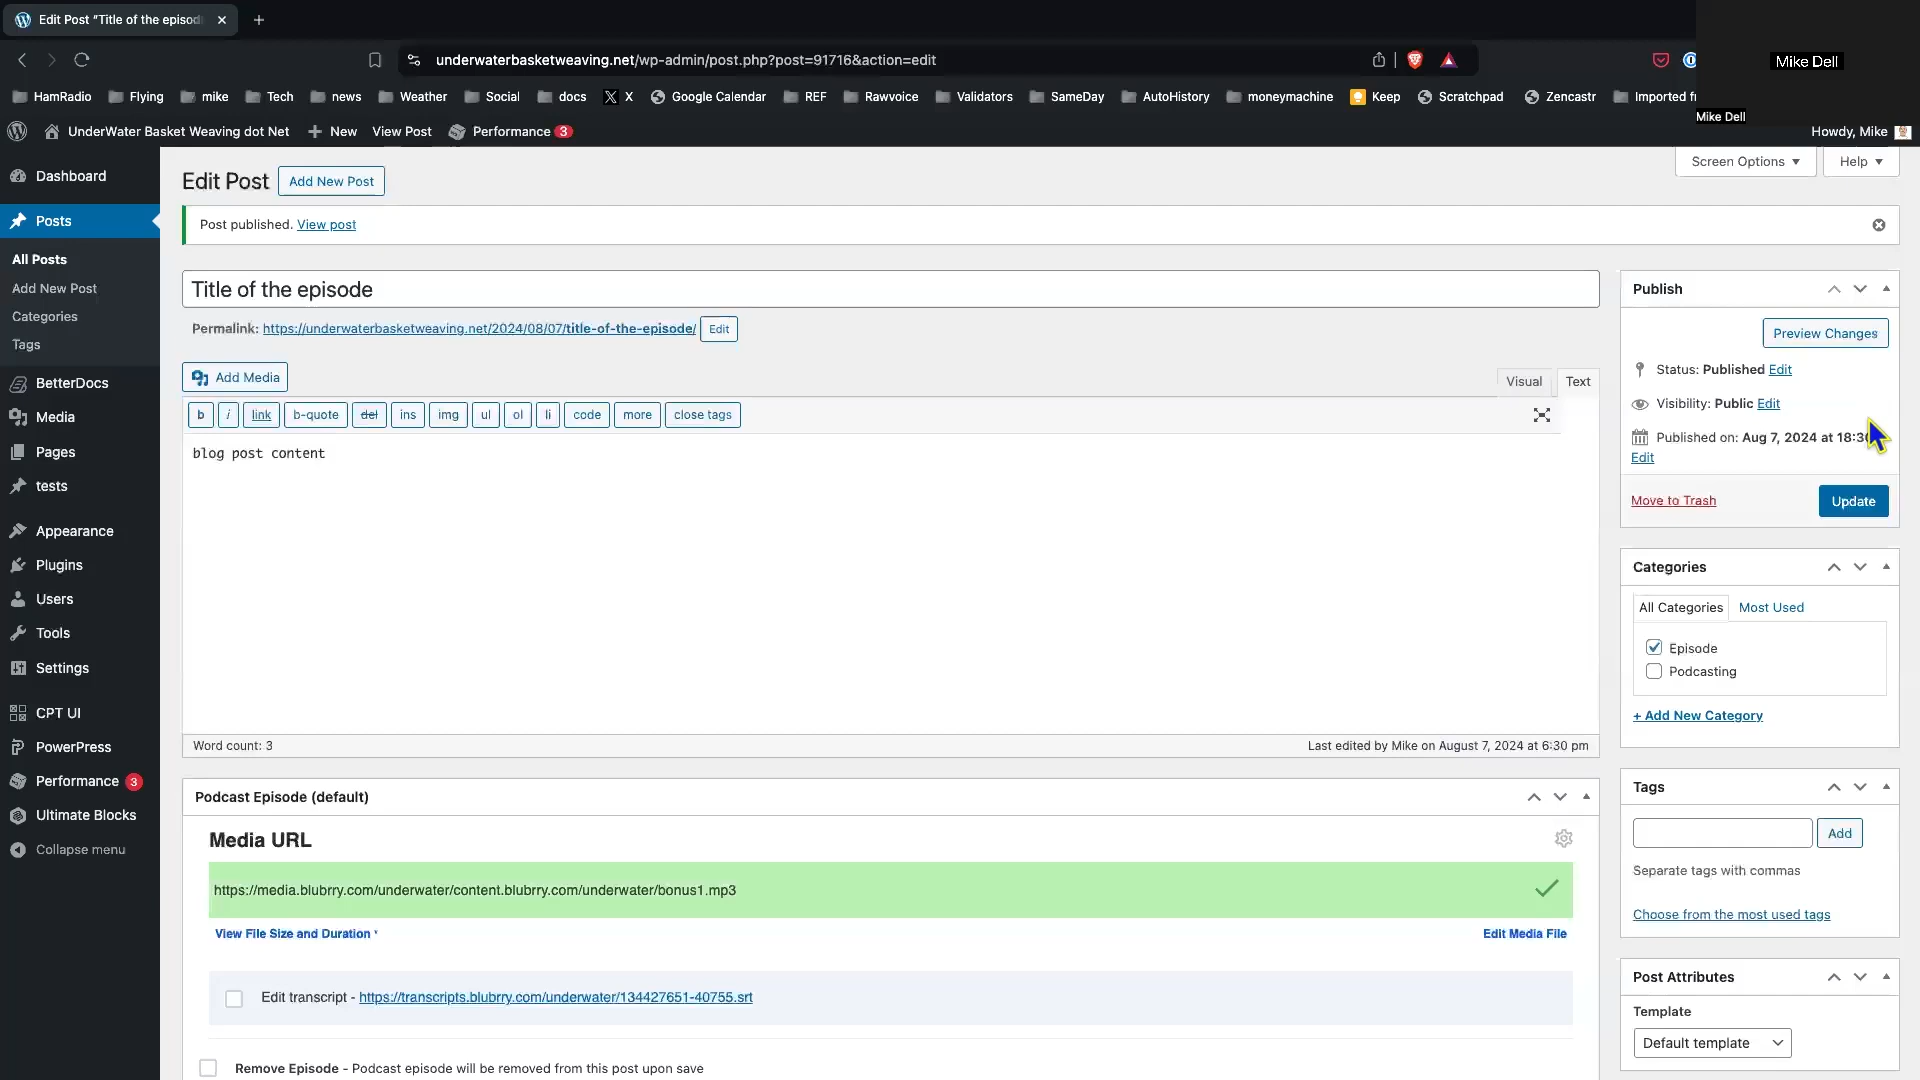 Edit Post "Title of the episod
Mike Dell
underwaterbasketweaving.net/wp-admin/post.php?post=91716&action=edit
HamRadio Flying mike Tech news Weather Social docs X Google Calendar REF Rawvoice Validators SameDay AutoHistory moneymachine Keep Scratchpad Zencastr Imported f
Mike Dell
UnderWater Basket Weaving dot Net New View Post Performance 3 Howdy, Mike
Screen Options Help
Dashboard
Posts
All Posts
Add New Post
Categories
Tags
BetterDocs
Media
Pages
tests
Appearance
Plugins
Users
Tools
Settings
CPT UI
PowerPress
Performance 3
Ultimate Blocks
Collapse menu
Edit Post Add New Post
Post published. View post
Title of the episode
Permalink: https://underwaterbasketweaving.net/2024/08/07/title-of-the-episode/ Edit
Add Media
Visual Text
b i link b-quote del ins img ul ol li code more close tags
blog post content
Word count: 3 Last edited by Mike on August 7, 2024 at 6:30 pm
Podcast Episode (default)
Media URL
https://media.blubrry.com/underwater/content.blubrry.com/underwater/bonus1.mp3
View File Size and Duration Edit Media File
Edit transcript - https://transcripts.blubrry.com/underwater/134427651-40755.srt
Remove Episode - Podcast episode will be removed from this post upon save
Publish
Preview Changes
Status: Published Edit
Visibility: Public Edit
Published on: Aug 7, 2024 at 18:30
Edit
Move to Trash Update
Categories
All Categories Most Used
Episode
Podcasting
+ Add New Category
Tags
Add
Separate tags with commas
Choose from the most used tags
Post Attributes
Template
Default template